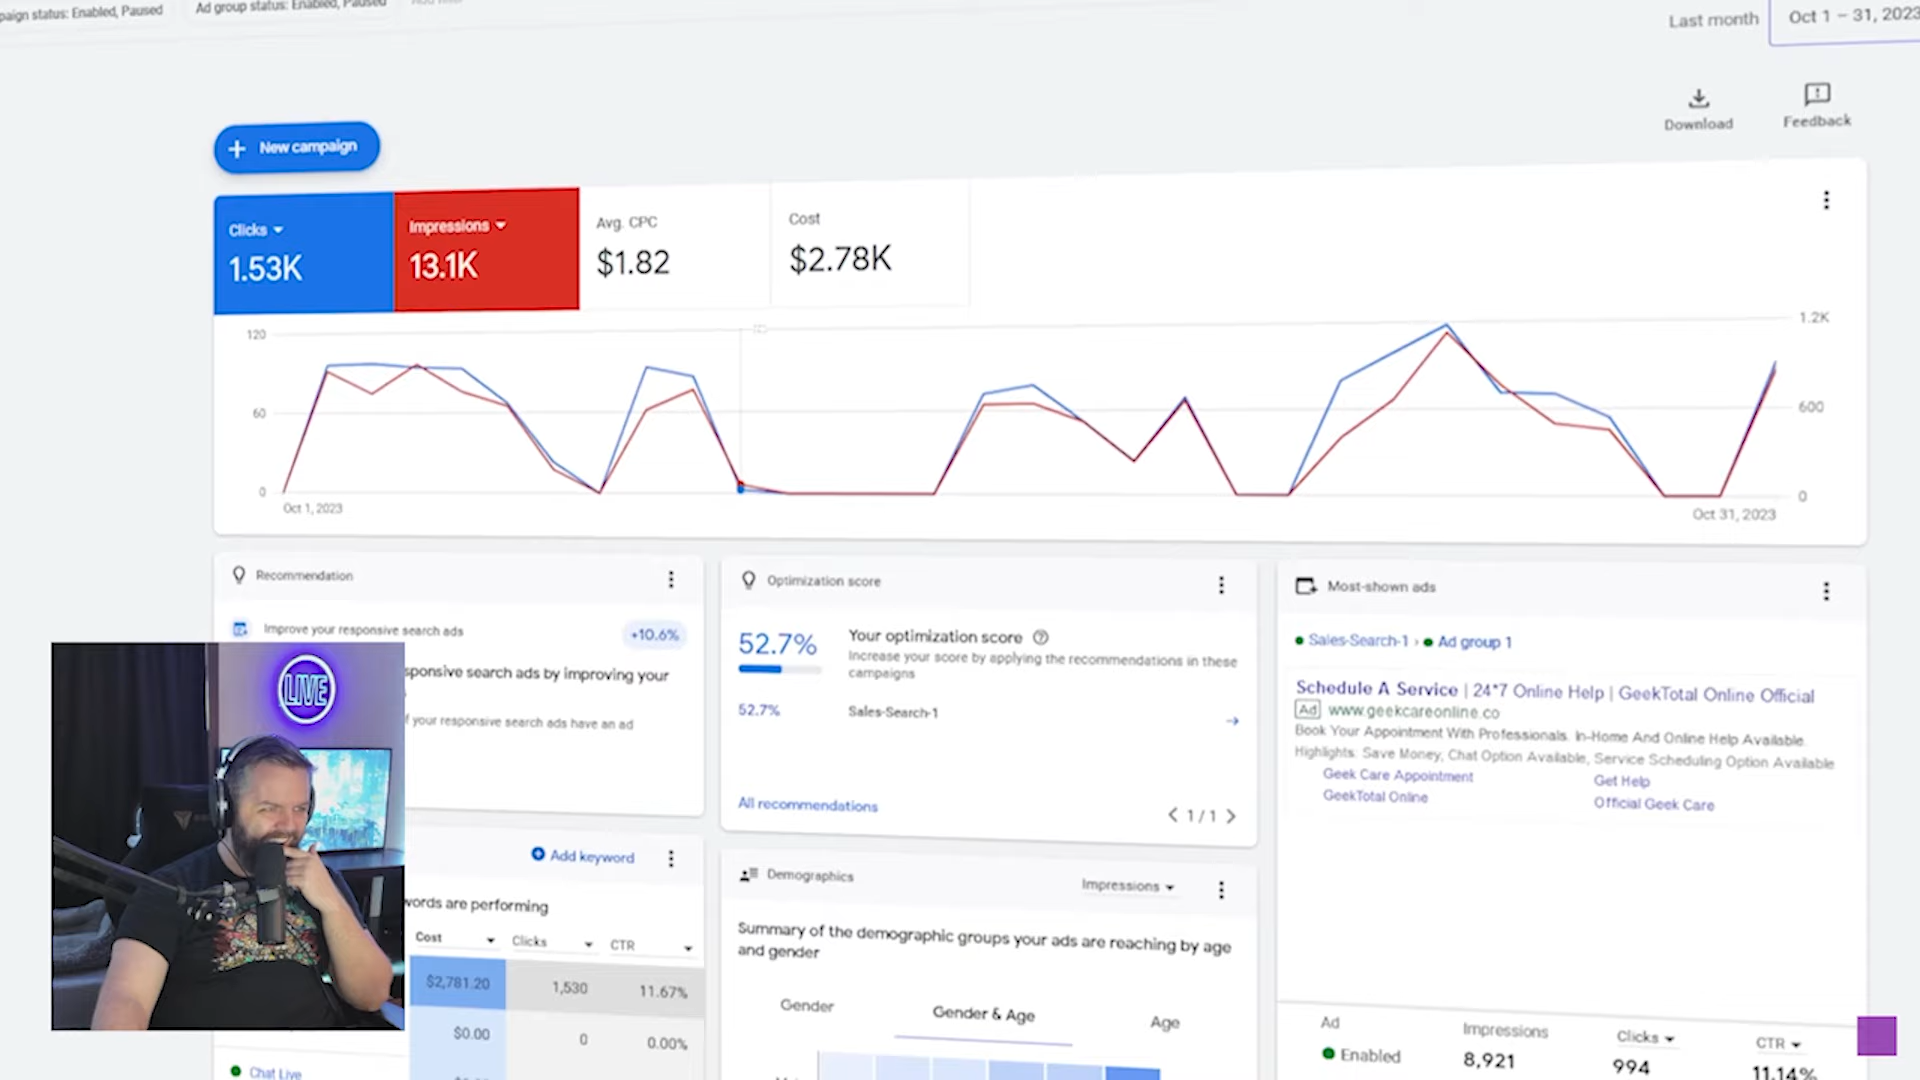 paign status: Enabled, Paused
Ad group status: Enabled, Paused
Add filter
Last month
Oct 1 – 31, 2023
Download
Feedback
New campaign
Clicks
1.53K
Impressions
13.1K
Avg. CPC
$1.82
Cost
$2.78K
120
60
0
1.2K
600
0
Oct 1, 2023
Oct 31, 2023
Recommendation
Improve your responsive search ads
+10.6%
sponsive search ads by improving your
f your responsive search ads have an ad
LIVE
Optimization score
52.7%
Your optimization score
Increase your score by applying the recommendations in these
campaigns
52.7%
Sales-Search-1
All recommendations
1 / 1
Most-shown ads
Sales-Search-1 › Ad group 1
Schedule A Service | 24*7 Online Help | GeekTotal Online Official
Ad www.geekcareonline.co
Book Your Appointment With Professionals. In-Home And Online Help Available.
Highlights: Save Money, Chat Option Available, Service Scheduling Option Available
Geek Care Appointment
Get Help
GeekTotal Online
Official Geek Care
Add keyword
words are performing
Cost
Clicks
CTR
$2,781.20
1,530
11.67%
$0.00
0
0.00%
Chat Live
Demographics
Impressions
Summary of the demographic groups your ads are reaching by age
and gender
Gender
Gender & Age
Age
Ad
Impressions
Clicks
CTR
Enabled
8,921
994
11.14%